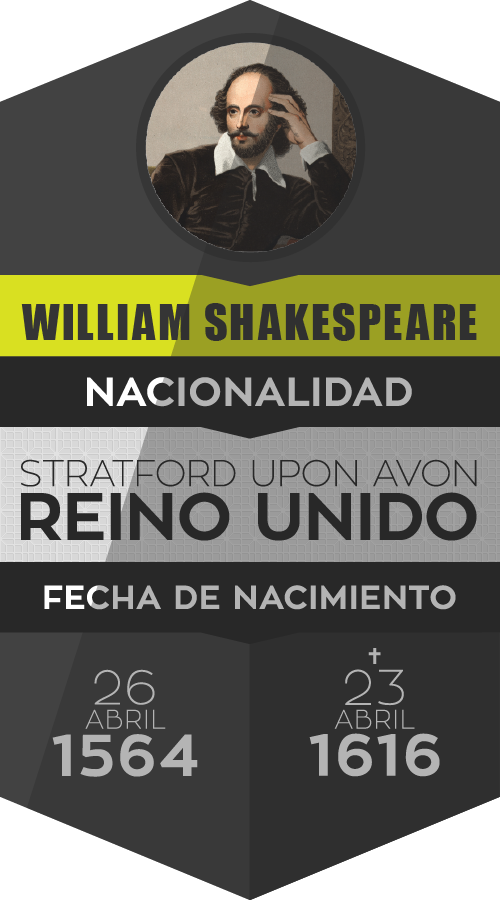 WILLIAM SHAKESPEARE
NACIONALIDAD
STRATFORD UPON AVON
REINO UNIDO
FECHA DE NACIMIENTO
26
ABRIL
1564
✝
23
ABRIL
1616